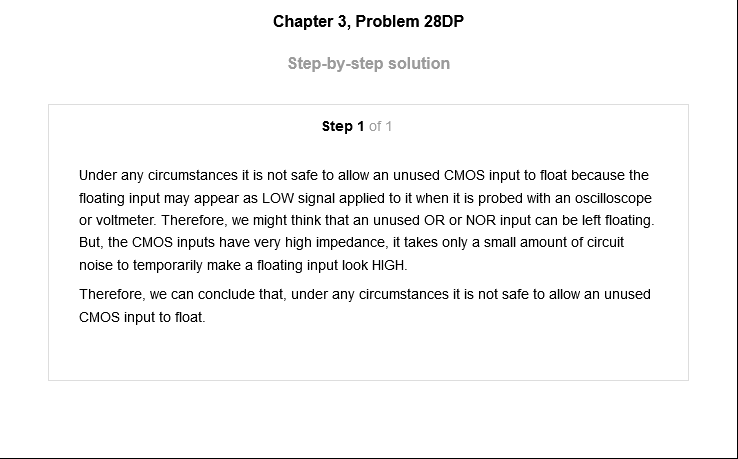 Chapter 3, Problem 28DP
Step-by-step solution
Step 1 of 1
Under any circumstances it is not safe to allow an unused CMOS input to float because the
floating input may appear as LOW signal applied to it when it is probed with an oscilloscope
or voltmeter. Therefore, we might think that an unused OR or NOR input can be left floating.
But, the CMOS inputs have very high impedance, it takes only a small amount of circuit
noise to temporarily make a floating input look HIGH.
Therefore, we can conclude that, under any circumstances it is not safe to allow an unused
CMOS input to float.